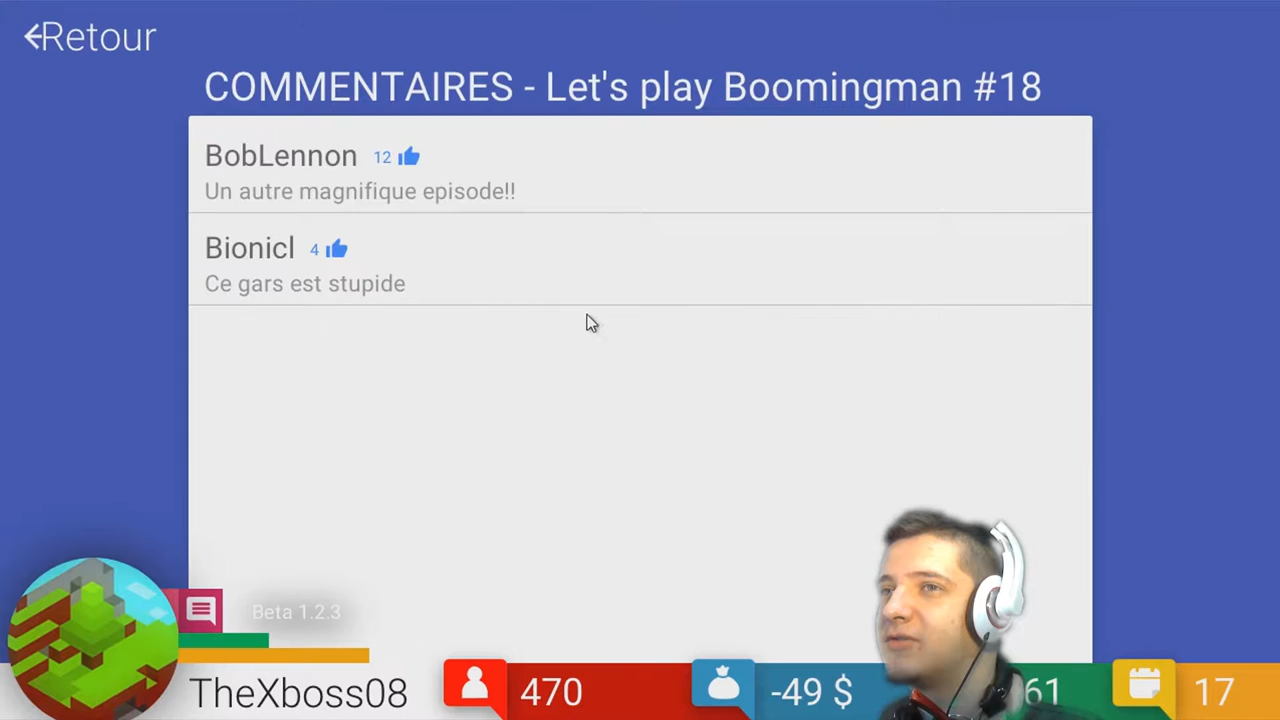 Retour
COMMENTAIRES - Let's play Boomingman #18
BobLennon 12
Un autre magnifique episode!!
Bionicl 4
Ce gars est stupide
Beta 1.2.3
TheXboss08 470 -49 $ 61 17